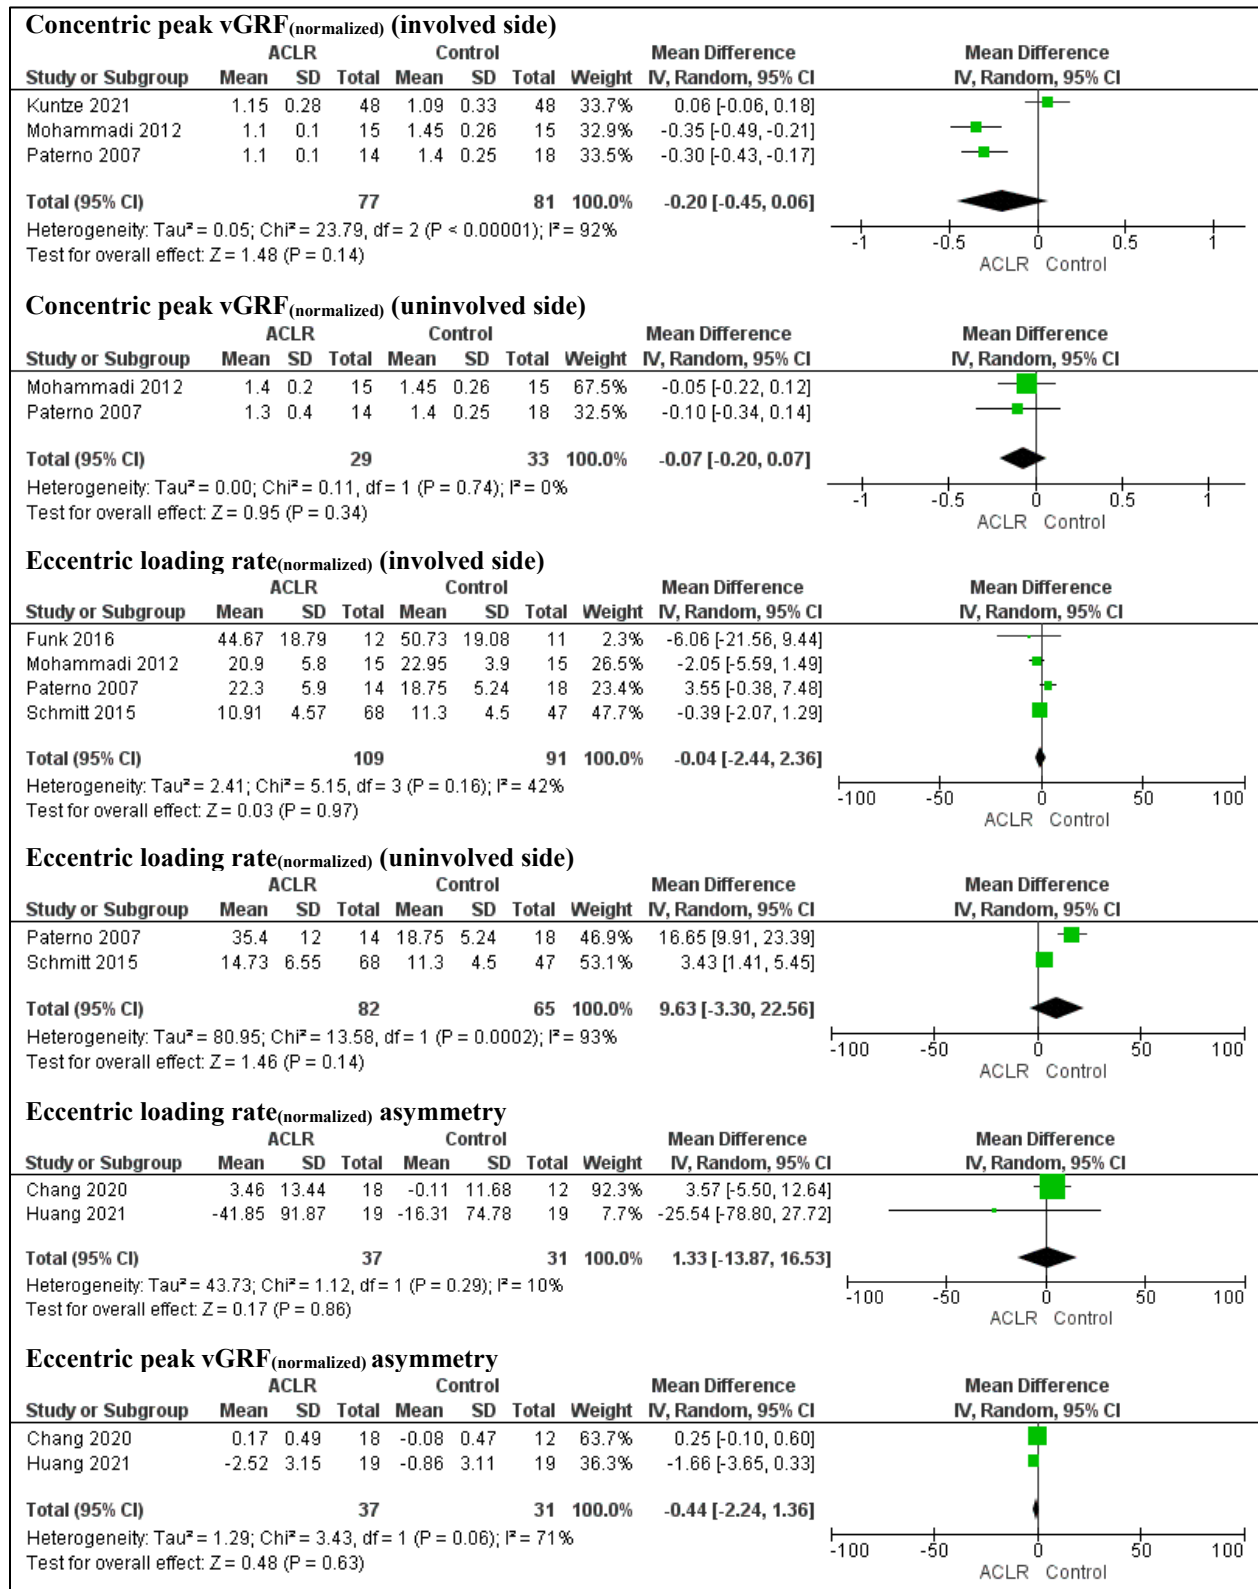 Concentric peak vGRF(normalized) (involved side)
ACLR Control Mean Difference Mean Difference
Study or Subgroup Mean SD Total Mean SD Total Weight IV, Random, 95% CI IV, Random, 95% CI
Kuntze 2021 1.15 0.28 48 1.09 0.33 48 33.7% 0.06 [-0.06, 0.18]
Mohammadi 2012 1.1 0.1 15 1.45 0.26 15 32.9% -0.35 [-0.49, -0.21]
Paterno 2007 1.1 0.1 14 1.4 0.25 18 33.5% -0.30 [-0.43, -0.17]
Total (95% CI) 77 81 100.0% -0.20 [-0.45, 0.06]
Heterogeneity: Tau² = 0.05; Chi² = 23.79, df = 2 (P < 0.00001); I² = 92%
Test for overall effect: Z = 1.48 (P = 0.14)
-1 -0.5 0 0.5 1
ACLR Control
Concentric peak vGRF(normalized) (uninvolved side)
ACLR Control Mean Difference Mean Difference
Study or Subgroup Mean SD Total Mean SD Total Weight IV, Random, 95% CI IV, Random, 95% CI
Mohammadi 2012 1.4 0.2 15 1.45 0.26 15 67.5% -0.05 [-0.22, 0.12]
Paterno 2007 1.3 0.4 14 1.4 0.25 18 32.5% -0.10 [-0.34, 0.14]
Total (95% CI) 29 33 100.0% -0.07 [-0.20, 0.07]
Heterogeneity: Tau² = 0.00; Chi² = 0.11, df = 1 (P = 0.74); I² = 0%
Test for overall effect: Z = 0.95 (P = 0.34)
-1 -0.5 0 0.5 1
ACLR Control
Eccentric loading rate(normalized) (involved side)
ACLR Control Mean Difference Mean Difference
Study or Subgroup Mean SD Total Mean SD Total Weight IV, Random, 95% CI IV, Random, 95% CI
Funk 2016 44.67 18.79 12 50.73 19.08 11 2.3% -6.06 [-21.56, 9.44]
Mohammadi 2012 20.9 5.8 15 22.95 3.9 15 26.5% -2.05 [-5.59, 1.49]
Paterno 2007 22.3 5.9 14 18.75 5.24 18 23.4% 3.55 [-0.38, 7.48]
Schmitt 2015 10.91 4.57 68 11.3 4.5 47 47.7% -0.39 [-2.07, 1.29]
Total (95% CI) 109 91 100.0% -0.04 [-2.44, 2.36]
Heterogeneity: Tau² = 2.41; Chi² = 5.15, df = 3 (P = 0.16); I² = 42%
Test for overall effect: Z = 0.03 (P = 0.97)
-100 -50 0 50 100
ACLR Control
Eccentric loading rate(normalized) (uninvolved side)
ACLR Control Mean Difference Mean Difference
Study or Subgroup Mean SD Total Mean SD Total Weight IV, Random, 95% CI IV, Random, 95% CI
Paterno 2007 35.4 12 14 18.75 5.24 18 46.9% 16.65 [9.91, 23.39]
Schmitt 2015 14.73 6.55 68 11.3 4.5 47 53.1% 3.43 [1.41, 5.45]
Total (95% CI) 82 65 100.0% 9.63 [-3.30, 22.56]
Heterogeneity: Tau² = 80.95; Chi² = 13.58, df = 1 (P = 0.0002); I² = 93%
Test for overall effect: Z = 1.46 (P = 0.14)
-100 -50 0 50 100
ACLR Control
Eccentric loading rate(normalized) asymmetry
ACLR Control Mean Difference Mean Difference
Study or Subgroup Mean SD Total Mean SD Total Weight IV, Random, 95% CI IV, Random, 95% CI
Chang 2020 3.46 13.44 18 -0.11 11.68 12 92.3% 3.57 [-5.50, 12.64]
Huang 2021 -41.85 91.87 19 -16.31 74.78 19 7.7% -25.54 [-78.80, 27.72]
Total (95% CI) 37 31 100.0% 1.33 [-13.87, 16.53]
Heterogeneity: Tau² = 43.73; Chi² = 1.12, df = 1 (P = 0.29); I² = 10%
Test for overall effect: Z = 0.17 (P = 0.86)
-100 -50 0 50 100
ACLR Control
Eccentric peak vGRF(normalized) asymmetry
ACLR Control Mean Difference Mean Difference
Study or Subgroup Mean SD Total Mean SD Total Weight IV, Random, 95% CI IV, Random, 95% CI
Chang 2020 0.17 0.49 18 -0.08 0.47 12 63.7% 0.25 [-0.10, 0.60]
Huang 2021 -2.52 3.15 19 -0.86 3.11 19 36.3% -1.66 [-3.65, 0.33]
Total (95% CI) 37 31 100.0% -0.44 [-2.24, 1.36]
Heterogeneity: Tau² = 1.29; Chi² = 3.43, df = 1 (P = 0.06); I² = 71%
Test for overall effect: Z = 0.48 (P = 0.63)
-100 -50 0 50 100
ACLR Control